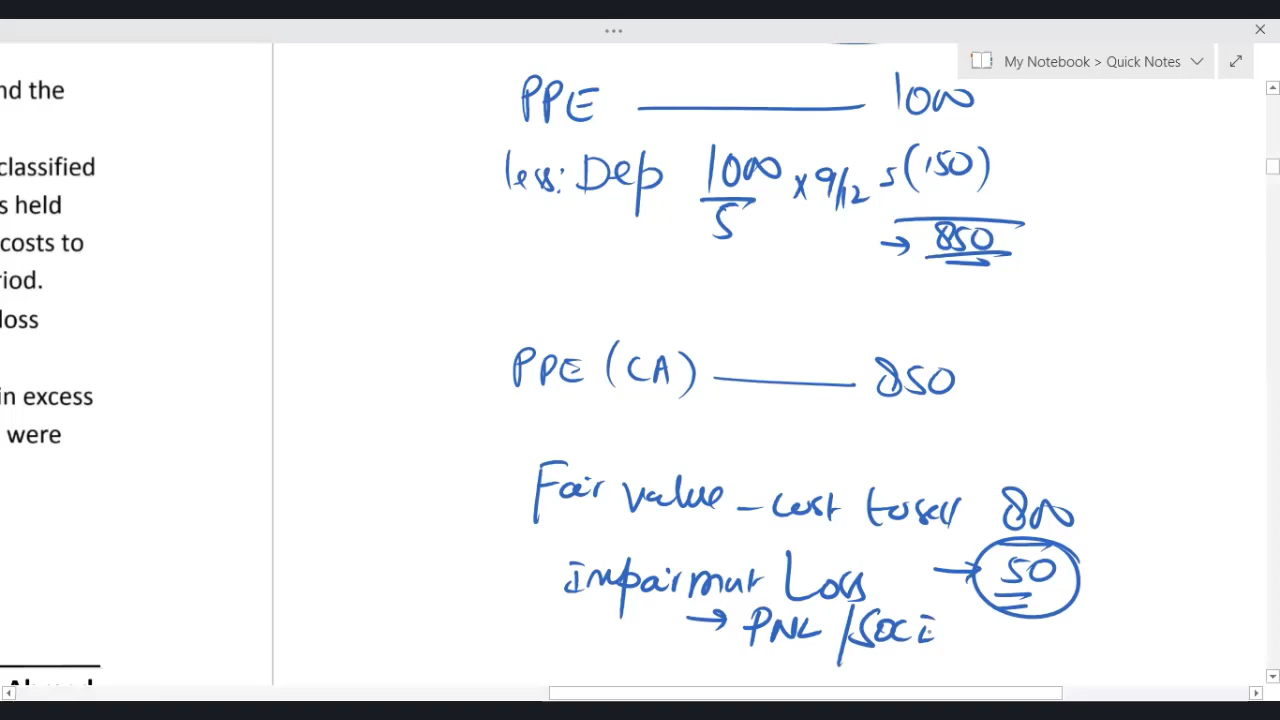 My Notebook > Quick Notes
nd the
classified
s held
costs to
iod.
loss
in excess
were
PPE 1000
less: Dep 1000/5 x 9/12 = (150)
→ 850
PPE (CA) 850
Fair value - cost to sell 800
Impairment Loss → 50
→ PNL /SOCI